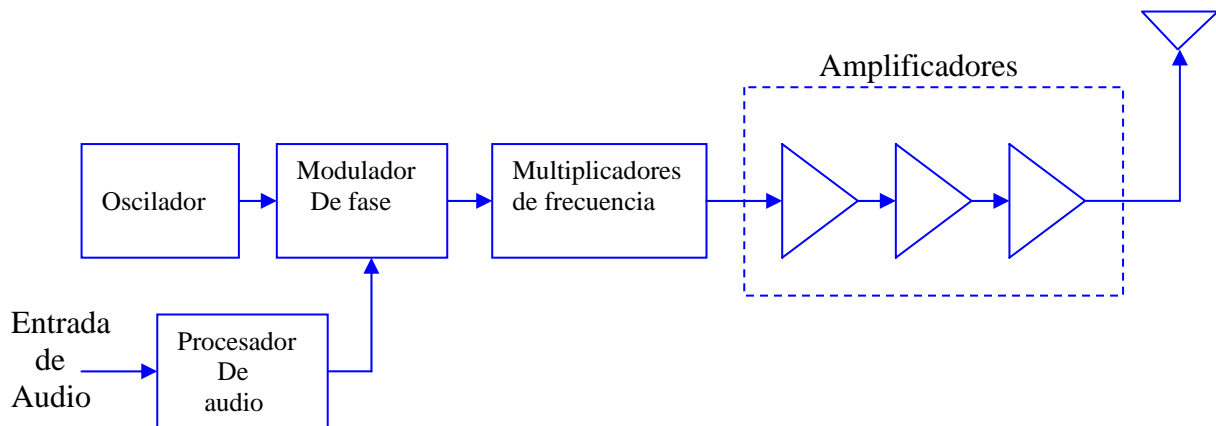 Amplificadores
Oscilador
Modulador
De fase
Multiplicadores
de frecuencia
Entrada
de
Audio
Procesador
De
audio